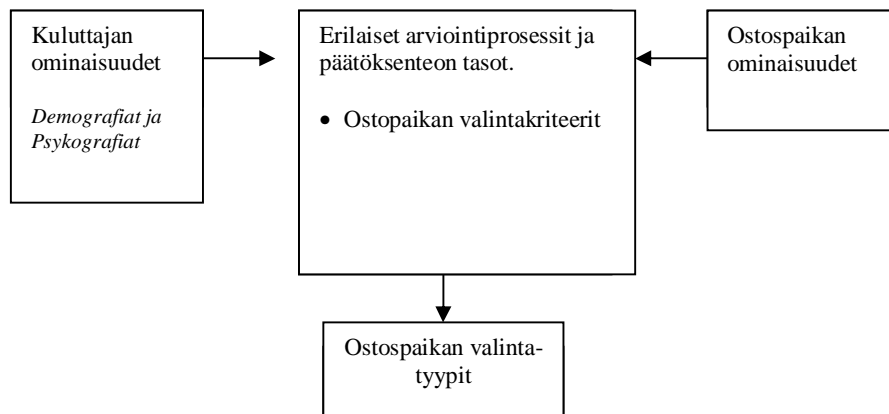 Kuluttajan
ominaisuudet
Demografiat ja
Psykografiat
Erilaiset arviointiprosessit ja
päätöksenteon tasot.
• Ostopaikan valintakriteerit
Ostospaikan
ominaisuudet
Ostospaikan valinta-
tyypit